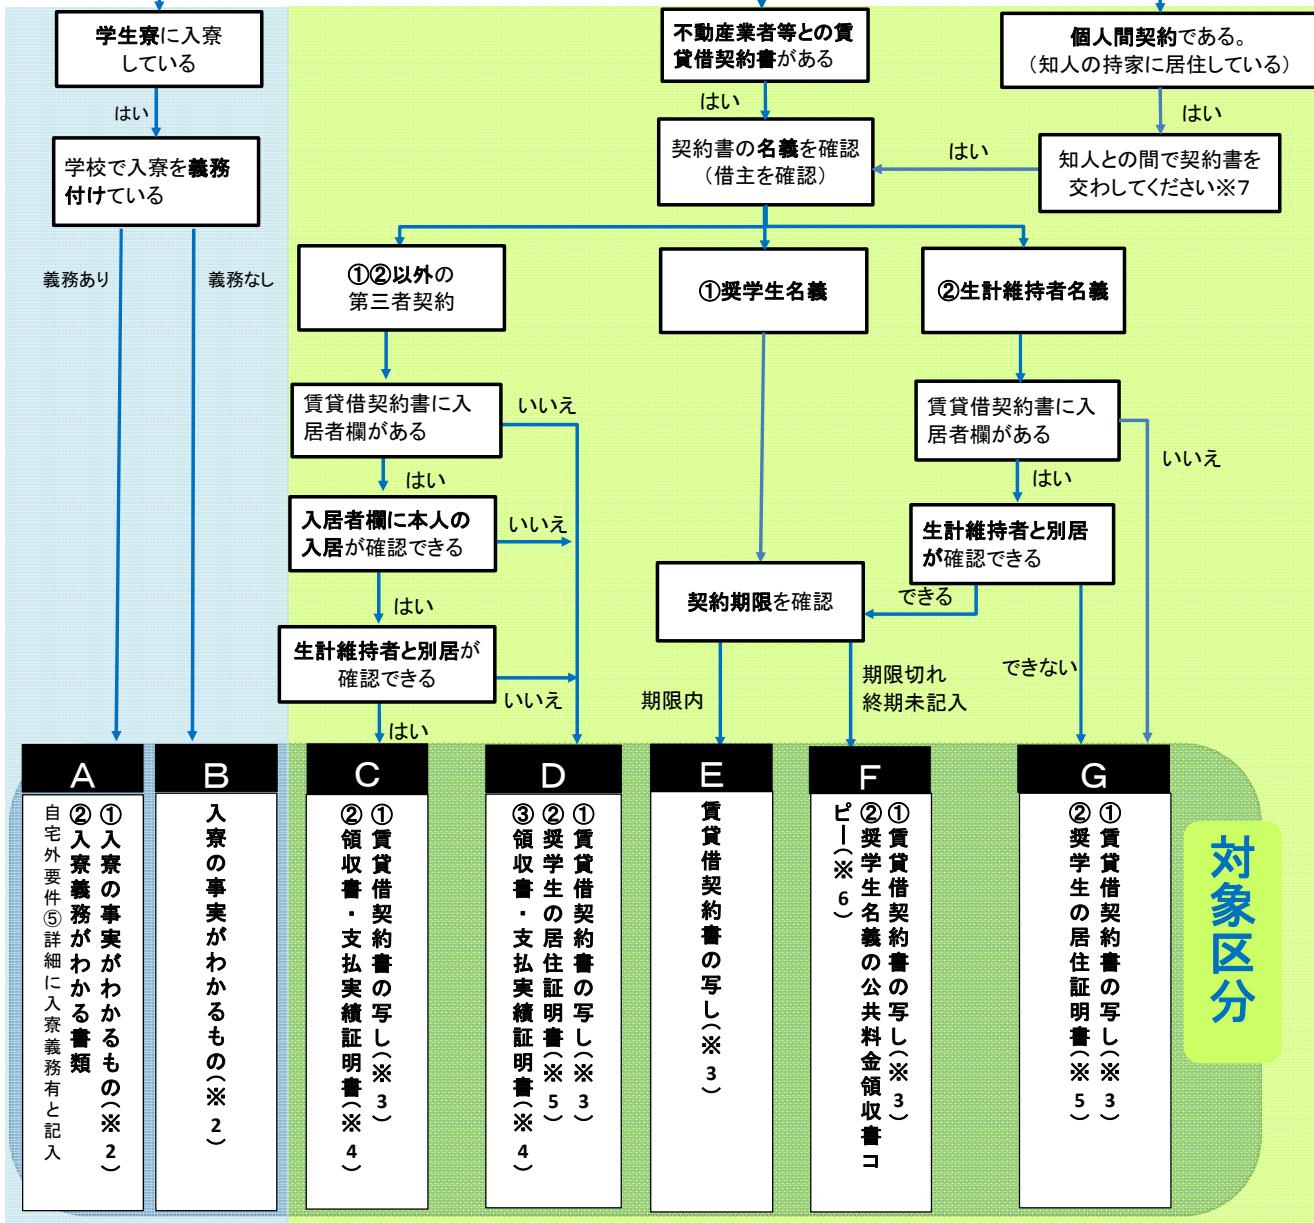 学生寮に入寮
している
はい
学校で入寮を義務
付けている
義務あり
義務なし
不動産業者等との賃
貸借契約書がある
はい
個人間契約である。
（知人の持家に居住している）
はい
知人との間で契約書を
交わしてください※7
はい
契約書の名義を確認
（借主を確認）
①②以外の
第三者契約
①奨学生名義
②生計維持者名義
賃貸借契約書に入
居者欄がある
いいえ
はい
入居者欄に本人の
入居が確認できる
いいえ
はい
生計維持者と別居が
確認できる
いいえ
はい
賃貸借契約書に入
居者欄がある
いいえ
はい
生計維持者と別居
が確認できる
できる
できない
契約期限を確認
期限内
期限切れ
終期未記入
A
①入寮の事実がわかるもの（※2）
②入寮義務がわかる書類
自宅外要件⑤詳細に入寮義務有と記入
B
入寮の事実がわかるもの（※2）
C
①賃貸借契約書の写し（※3）
②領収書・支払実績証明書（※4）
D
①賃貸借契約書の写し（※3）
②奨学生の居住証明書（※5）
③領収書・支払実績証明書（※4）
E
賃貸借契約書の写し（※3）
F
①賃貸借契約書の写し（※3）
②奨学生名義の公共料金領収書コ
ピー（※6）
G
①賃貸借契約書の写し（※3）
②奨学生の居住証明書（※5）
対象区分